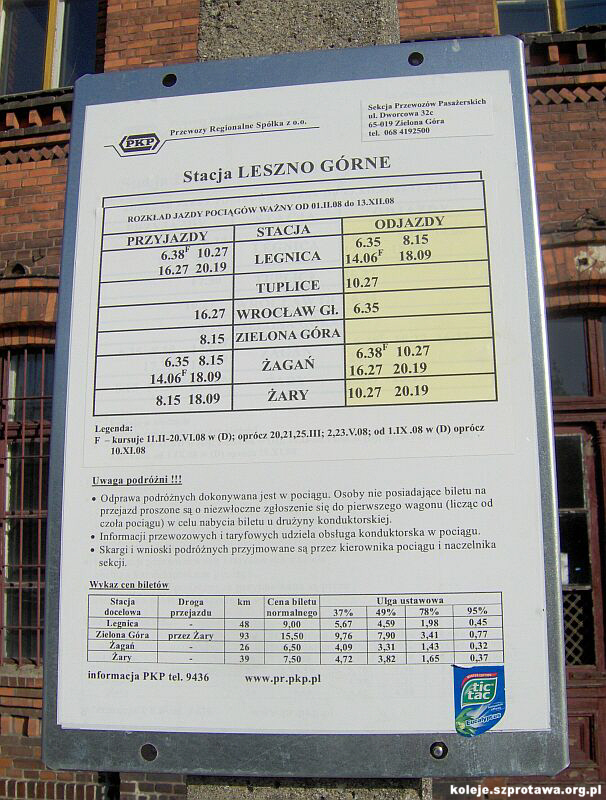 PKP
Przewozy Regionalne Spółka z o.o.
Sekcja Przewozów Pasażerskich
ul. Dworcowa 32c
65-019 Zielona Góra
tel. 068 4192500
Stacja LESZNO GÓRNE
ROZKŁAD JAZDY POCIĄGÓW WAŻNY OD 01.II.08 do 13.XII.08
PRZYJAZDY STACJA ODJAZDY
6.38F 10.27 LEGNICA 6.35 8.15
16.27 20.19 14.06F 18.09
TUPLICE 10.27
16.27 WROCŁAW Gł. 6.35
8.15 ZIELONA GÓRA
6.35 8.15 ŻAGAŃ 6.38F 10.27
14.06F 18.09 16.27 20.19
8.15 18.09 ŻARY 10.27 20.19
Legenda:
F – kursuje 11.II-20.VI.08 w (D); oprócz 20,21,25.III; 2,23.V.08; od 1.IX .08 w (D) oprócz
10.XI.08
Uwaga podróżni !!!
• Odprawa podróżnych dokonywana jest w pociągu. Osoby nie posiadające biletu na
przejazd proszone są o niezwłoczne zgłoszenie się do pierwszego wagonu (licząc od
czoła pociągu) w celu nabycia biletu u drużyny konduktorskiej.
• Informacji przewozowych i taryfowych udziela obsługa konduktorska w pociągu.
• Skargi i wnioski podróżnych przyjmowane są przez kierownika pociągu i naczelnika
sekcji.
Wykaz cen biletów
Stacja docelowa Droga przejazdu km Cena biletu normalnego Ulga ustawowa
37% 49% 78% 95%
Legnica - 48 9,00 5,67 4,59 1,98 0,45
Zielona Góra przez Żary 93 15,50 9,76 7,90 3,41 0,77
Żagań - 26 6,50 4,09 3,31 1,43 0,32
Żary - 39 7,50 4,72 3,82 1,65 0,37
informacja PKP tel. 9436 www.pr.pkp.pl
tic
tac
Eucalyptus
koleje.szprotawa.org.pl